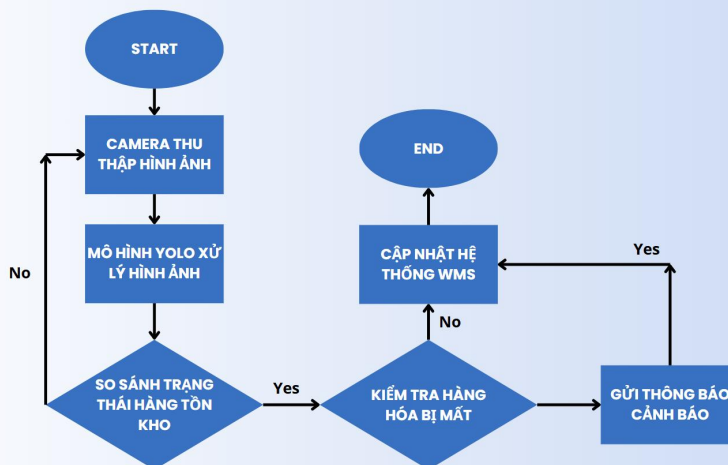 START
CAMERA THU
THẬP HÌNH ẢNH
MÔ HÌNH YOLO XỬ
LÝ HÌNH ẢNH
No
SO SÁNH TRẠNG
THÁI HÀNG TỒN
KHO
Yes
KIỂM TRA HÀNG
HÓA BỊ MẤT
No
CẬP NHẬT HỆ
THỐNG WMS
END
GỬI THÔNG BÁO
CẢNH BÁO
Yes